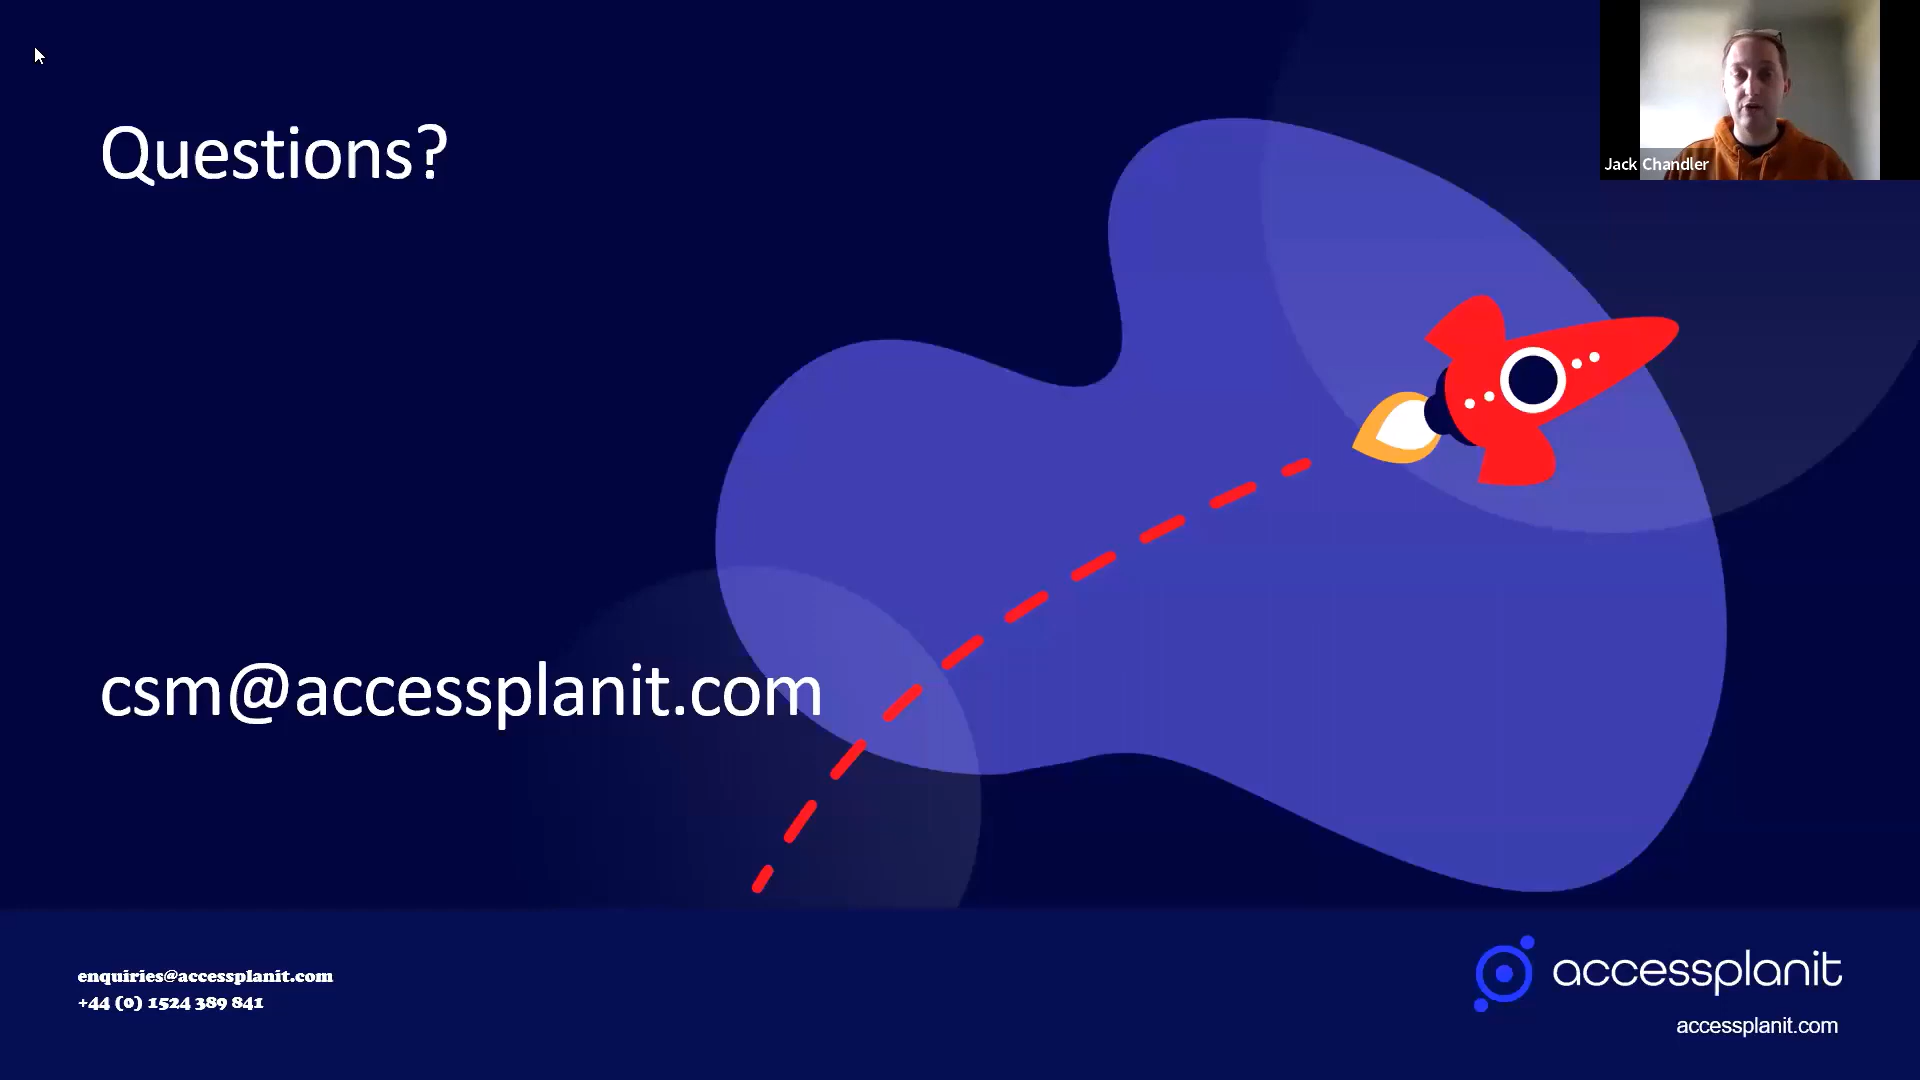 Questions?
Jack Chandler
csm@accessplanit.com
enquiries@accessplanit.com
+44 (0) 1524 389 841
accessplanit
accessplanit.com